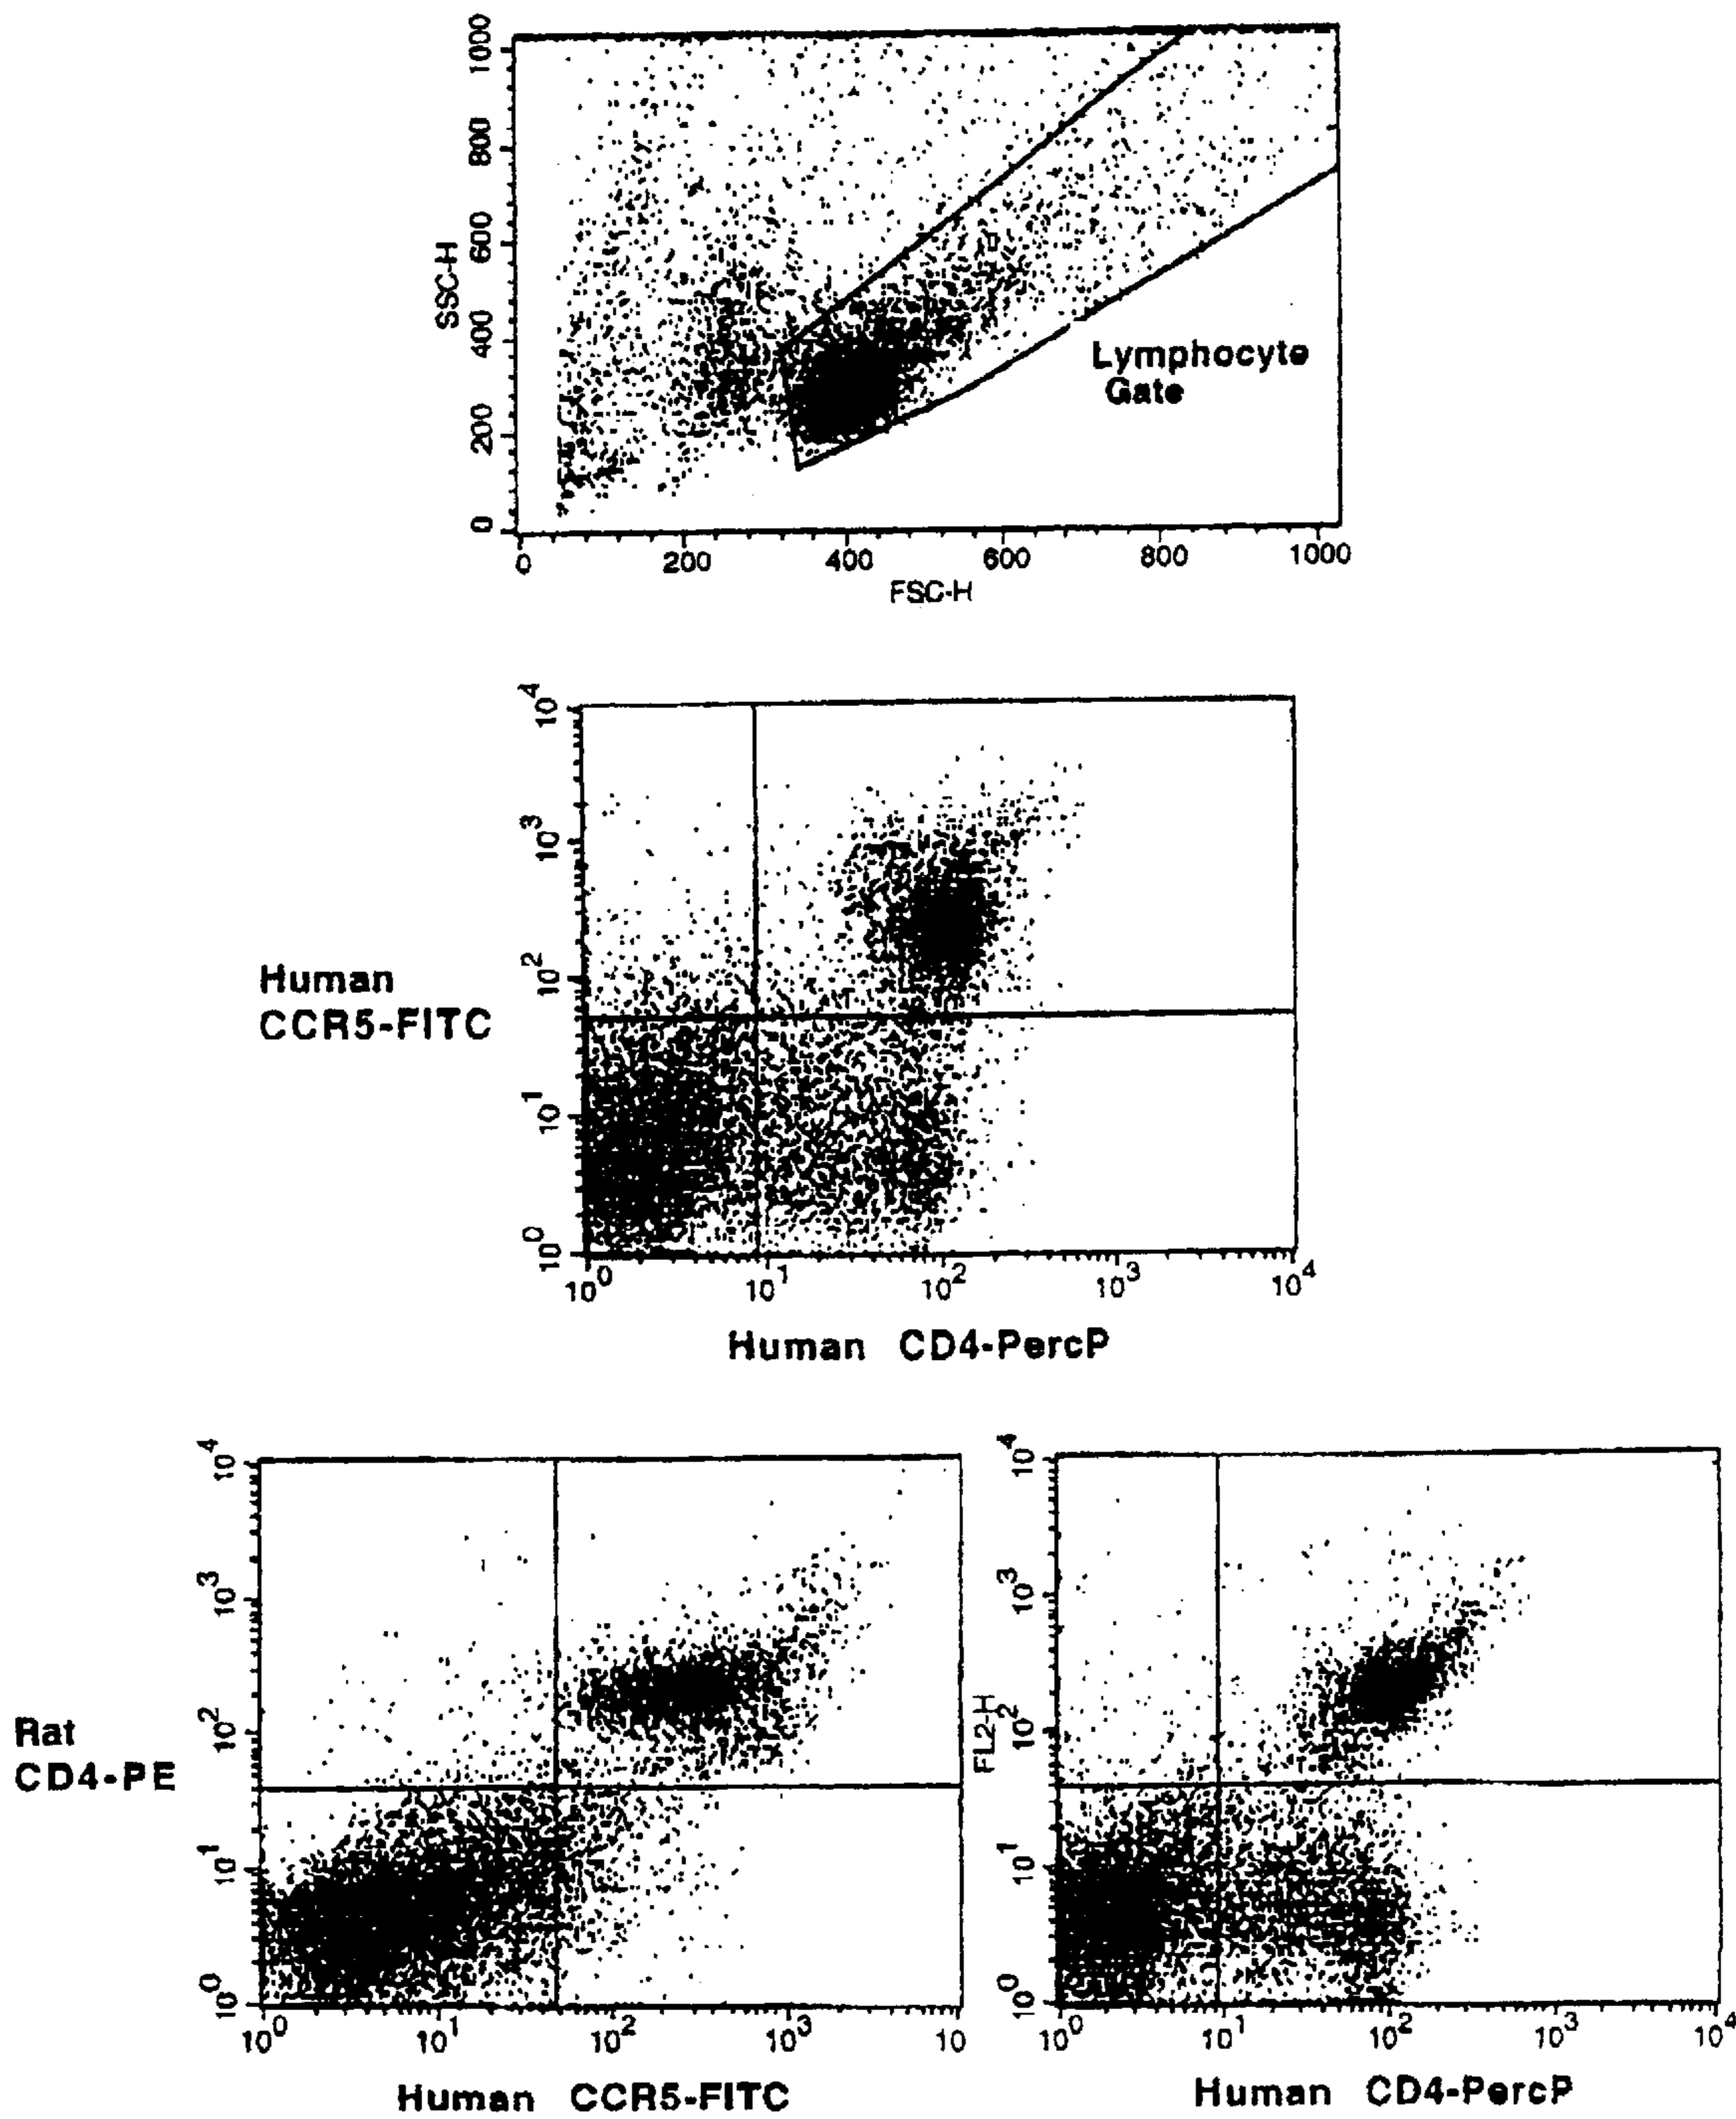 1000
800
600
400
200
0
SSC-H
0 200 400 600 800 1000
FSC-H
Lymphocyte
Gate
10^4
10^3
10^2
10^1
10^0
Human
CCR5-FITC
10^0 10^1 10^2 10^3 10^4
Human CD4-PercP
10^4
10^3
10^2
10^1
10^0
Rat
CD4-PE
10^0 10^1 10^2 10^3 10
Human CCR5-FITC
10^4
10^3
10^2
10^1
10^0
FL2-H
10^0 10^1 10^2 10^3 10^4
Human CD4-PercP